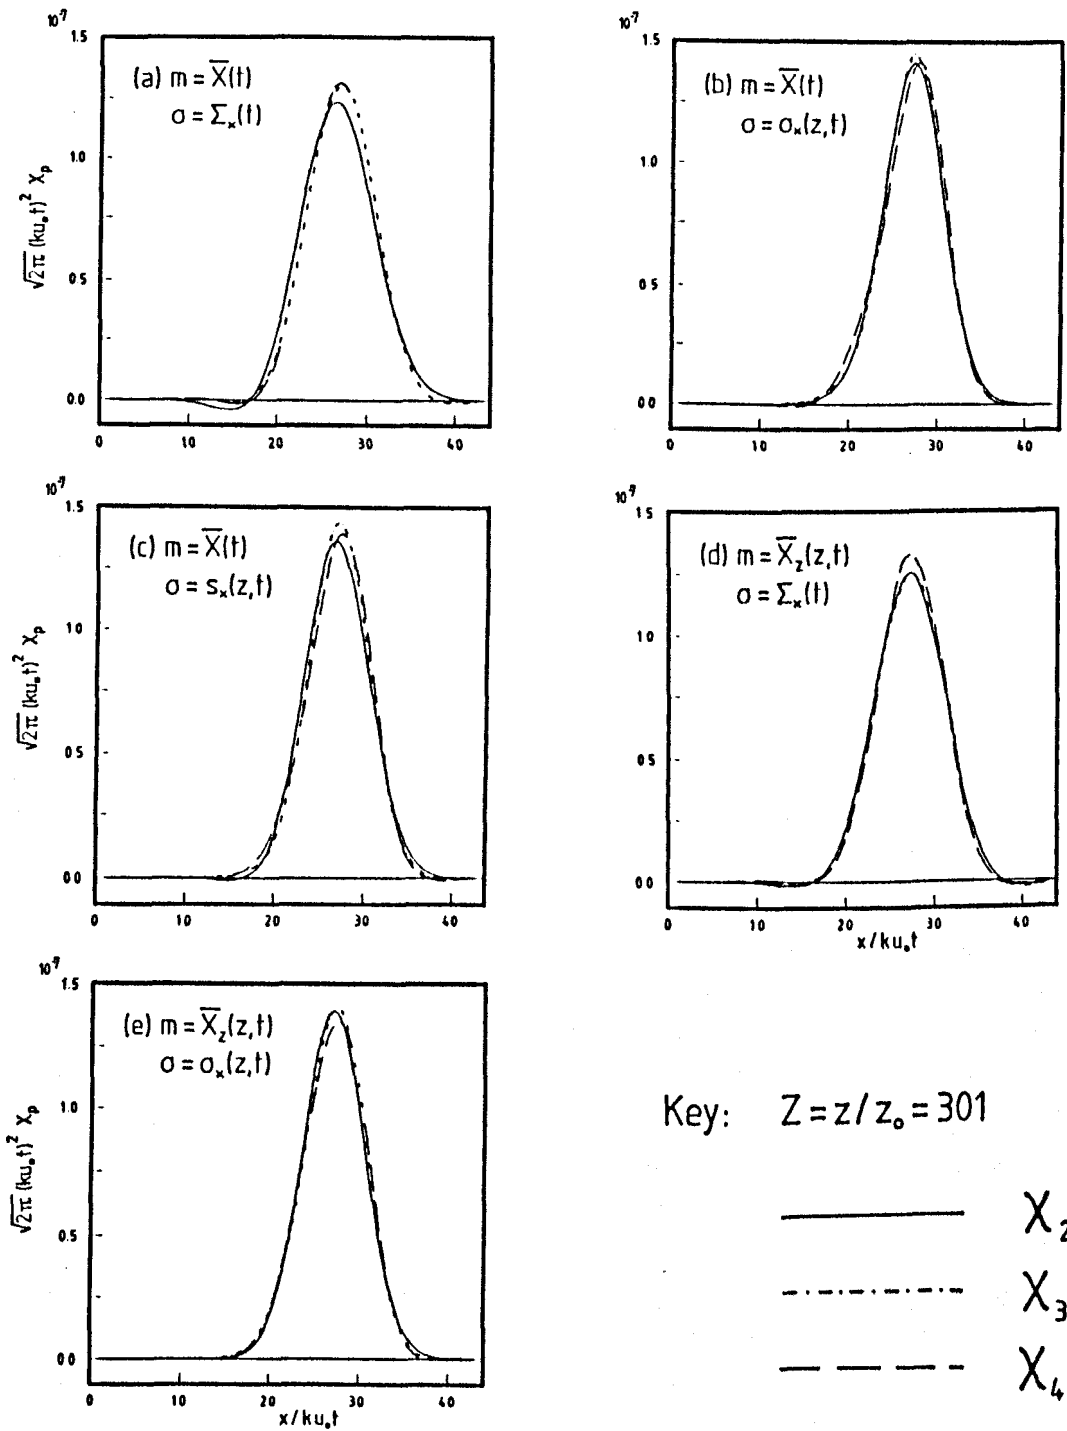 10⁻⁷
1.5
1.0
0.5
0.0
0 10 20 30 40
√2π (ku*t)² χp
(a) m = X̄(t)
σ = Σx(t)
10⁻⁷
1.5
1.0
0.5
0.0
0 10 20 30 40
(b) m = X̄(t)
σ = σx(z,t)
10⁻⁷
1.5
1.0
0.5
0.0
0 10 20 30 40
√2π (ku*t)² χp
(c) m = X̄(t)
σ = sx(z,t)
10⁻⁷
1.5
1.0
0.5
0.0
0 10 20 30 40
x/ku*t
(d) m = X̄z(z,t)
σ = Σx(t)
10⁻⁷
1.5
1.0
0.5
0.0
0 10 20 30 40
x/ku*t
√2π (ku*t)² χp
(e) m = X̄z(z,t)
σ = σx(z,t)
Key: Z = z/z₀ = 301
χ₂
χ₃
χ₄